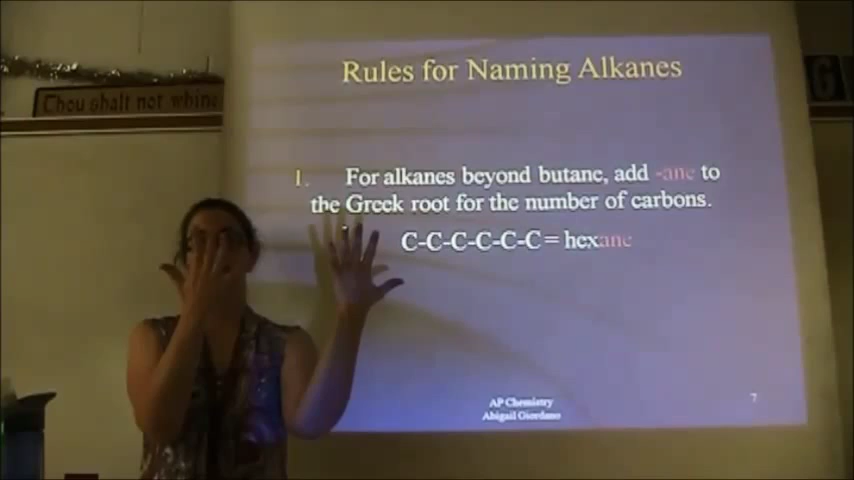 Rules for Naming Alkanes
Thou shalt not whine
G
1. For alkanes beyond butane, add -ane to
the Greek root for the number of carbons.
C-C-C-C-C-C = hexane
AP Chemistry
Abigail Giordano
7